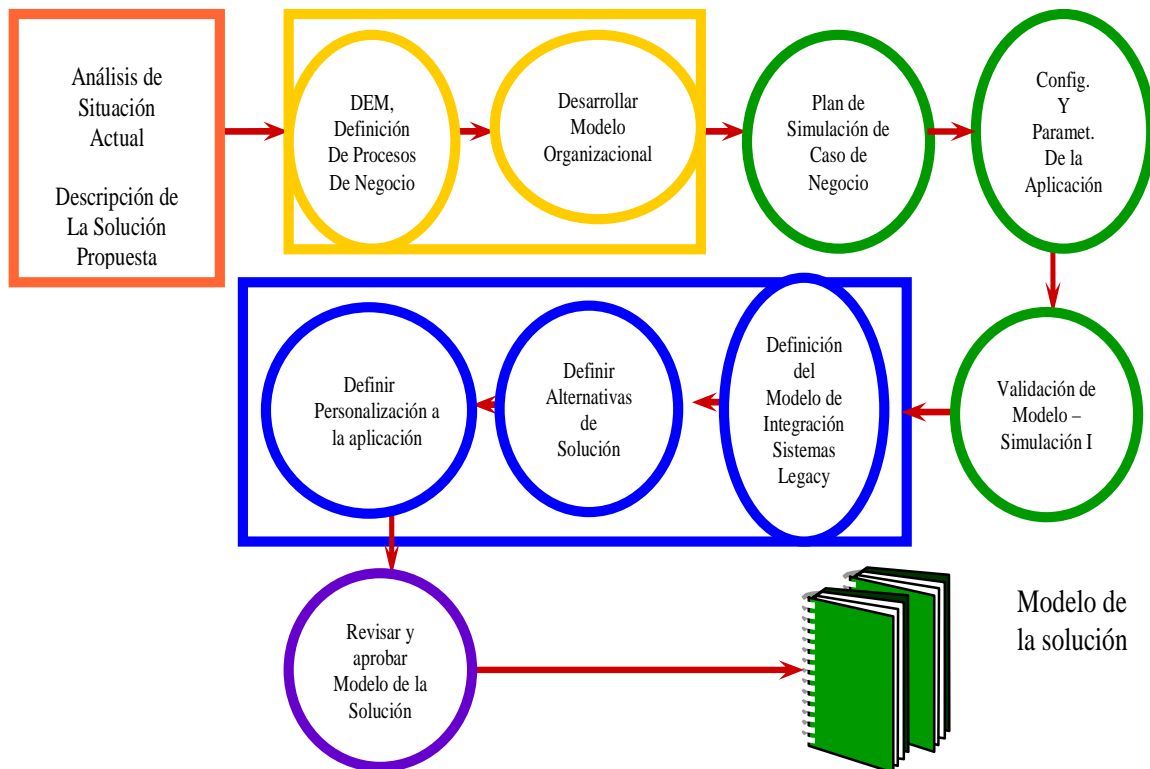 Análisis de
Situación
Actual
Descripción de
La Solución
Propuesta
DEM,
Definición
De Procesos
De Negocio
Desarrollar
Modelo
Organizacional
Plan de
Simulación de
Caso de
Negocio
Config.
Y
Paramet.
De la
Aplicación
Validación de
Modelo –
Simulación I
Definición
del
Modelo de
Integración
Sistemas
Legacy
Definir
Alternativas
de
Solución
Definir
Personalización a
la aplicación
Revisar y
aprobar
Modelo de la
Solución
Modelo de
la solución